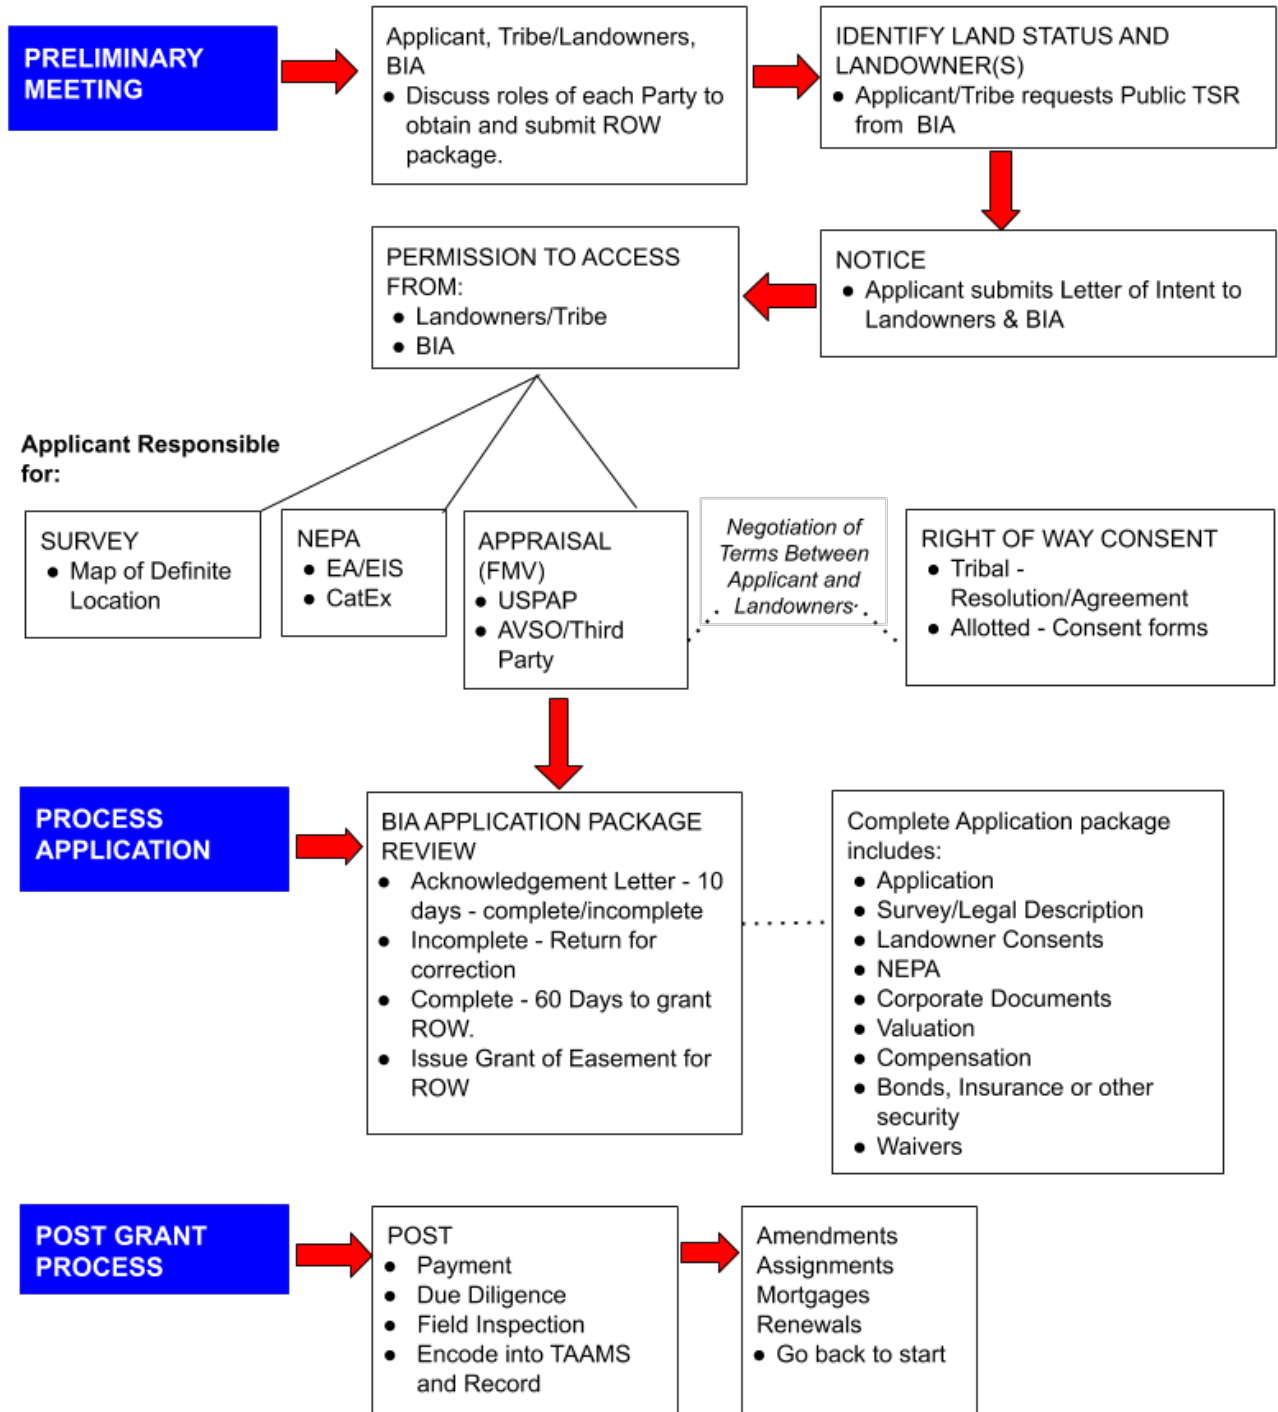 PRELIMINARY
MEETING
Applicant, Tribe/Landowners,
BIA
● Discuss roles of each Party to
obtain and submit ROW
package.
IDENTIFY LAND STATUS AND
LANDOWNER(S)
● Applicant/Tribe requests Public TSR
from BIA
NOTICE
● Applicant submits Letter of Intent to
Landowners & BIA
PERMISSION TO ACCESS
FROM:
● Landowners/Tribe
● BIA
Applicant Responsible
for:
SURVEY
● Map of Definite
Location
NEPA
● EA/EIS
● CatEx
APPRAISAL
(FMV)
● USPAP
● AVSO/Third
Party
Negotiation of
Terms Between
Applicant and
Landowners
RIGHT OF WAY CONSENT
● Tribal -
Resolution/Agreement
● Allotted - Consent forms
PROCESS
APPLICATION
BIA APPLICATION PACKAGE
REVIEW
● Acknowledgement Letter - 10
days - complete/incomplete
● Incomplete - Return for
correction
● Complete - 60 Days to grant
ROW.
● Issue Grant of Easement for
ROW
Complete Application package
includes:
● Application
● Survey/Legal Description
● Landowner Consents
● NEPA
● Corporate Documents
● Valuation
● Compensation
● Bonds, Insurance or other
security
● Waivers
POST GRANT
PROCESS
POST
● Payment
● Due Diligence
● Field Inspection
● Encode into TAAMS
and Record
Amendments
Assignments
Mortgages
Renewals
● Go back to start